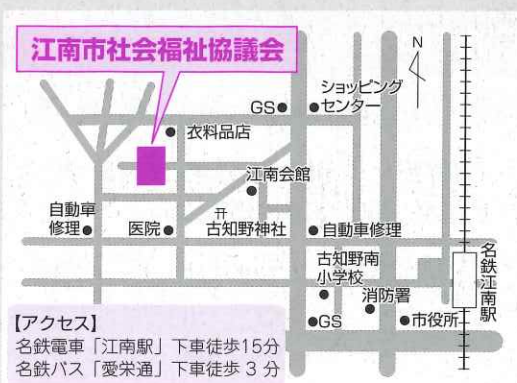 江南市社会福祉協議会
N
ショッピング
センター
GS
衣料品店
江南会館
自動車
修理
医院
古知野神社
自動車修理
古知野南
小学校
消防署
GS
市役所
名鉄江南駅
【アクセス】
名鉄電車「江南駅」下車徒歩15分
名鉄バス「愛栄通」下車徒歩 3 分